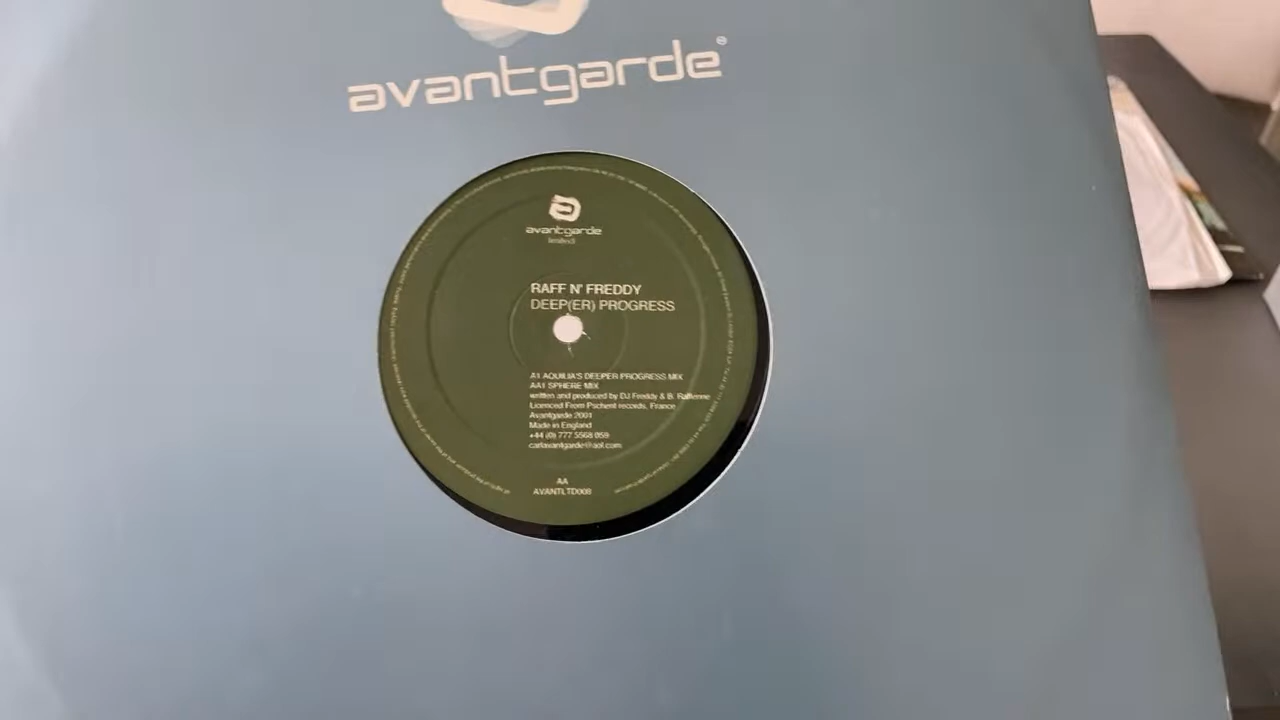 avantgarde®
avantgarde
limited
RAFF N' FREDDY
DEEP(ER) PROGRESS
A1 AQUILIA'S DEEPER PROGRESS MIX
AA1 SPHERE MIX
written and produced by DJ Freddy & B. Raffenne
Licenced From Pschent records, France
Avantgarde 2001
Made in England
+44 (0) 777 5568 059
carlavantgarde@aol.com
AA
AVANTLTD008